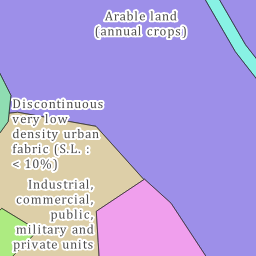 Arable land
(annual crops)
Discontinuous
very low
density urban
fabric (S.L. :
< 10%)
Industrial,
commercial,
public,
military and
private units